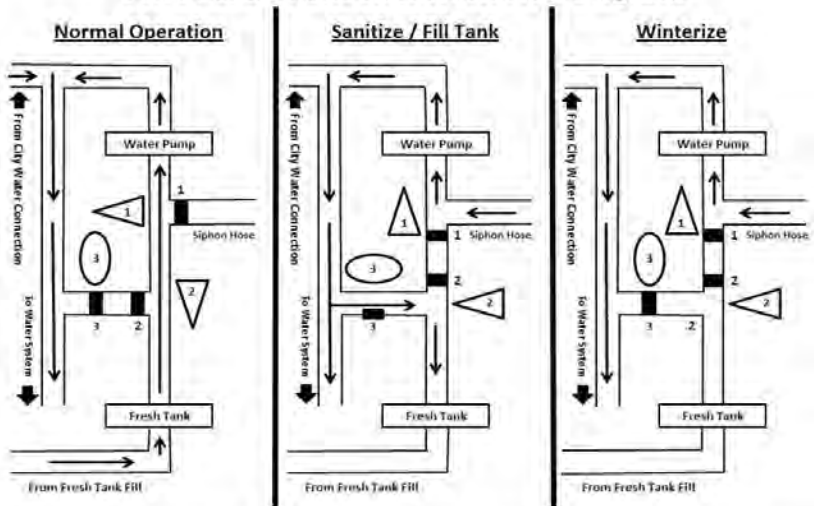 Normal Operation
From City Water Connection
To Water System
Water Pump
1
1
Siphon Hose
3
2
3
2
Fresh Tank
From Fresh Tank Fill
Sanitize / Fill Tank
From City Water Connection
To Water System
Water Pump
1
1
Siphon Hose
3
2
2
3
Fresh Tank
From Fresh Tank Fill
Winterize
From City Water Connection
To Water System
Water Pump
1
1
Siphon Hose
3
2
2
3
2
Fresh Tank
From Fresh Tank Fill